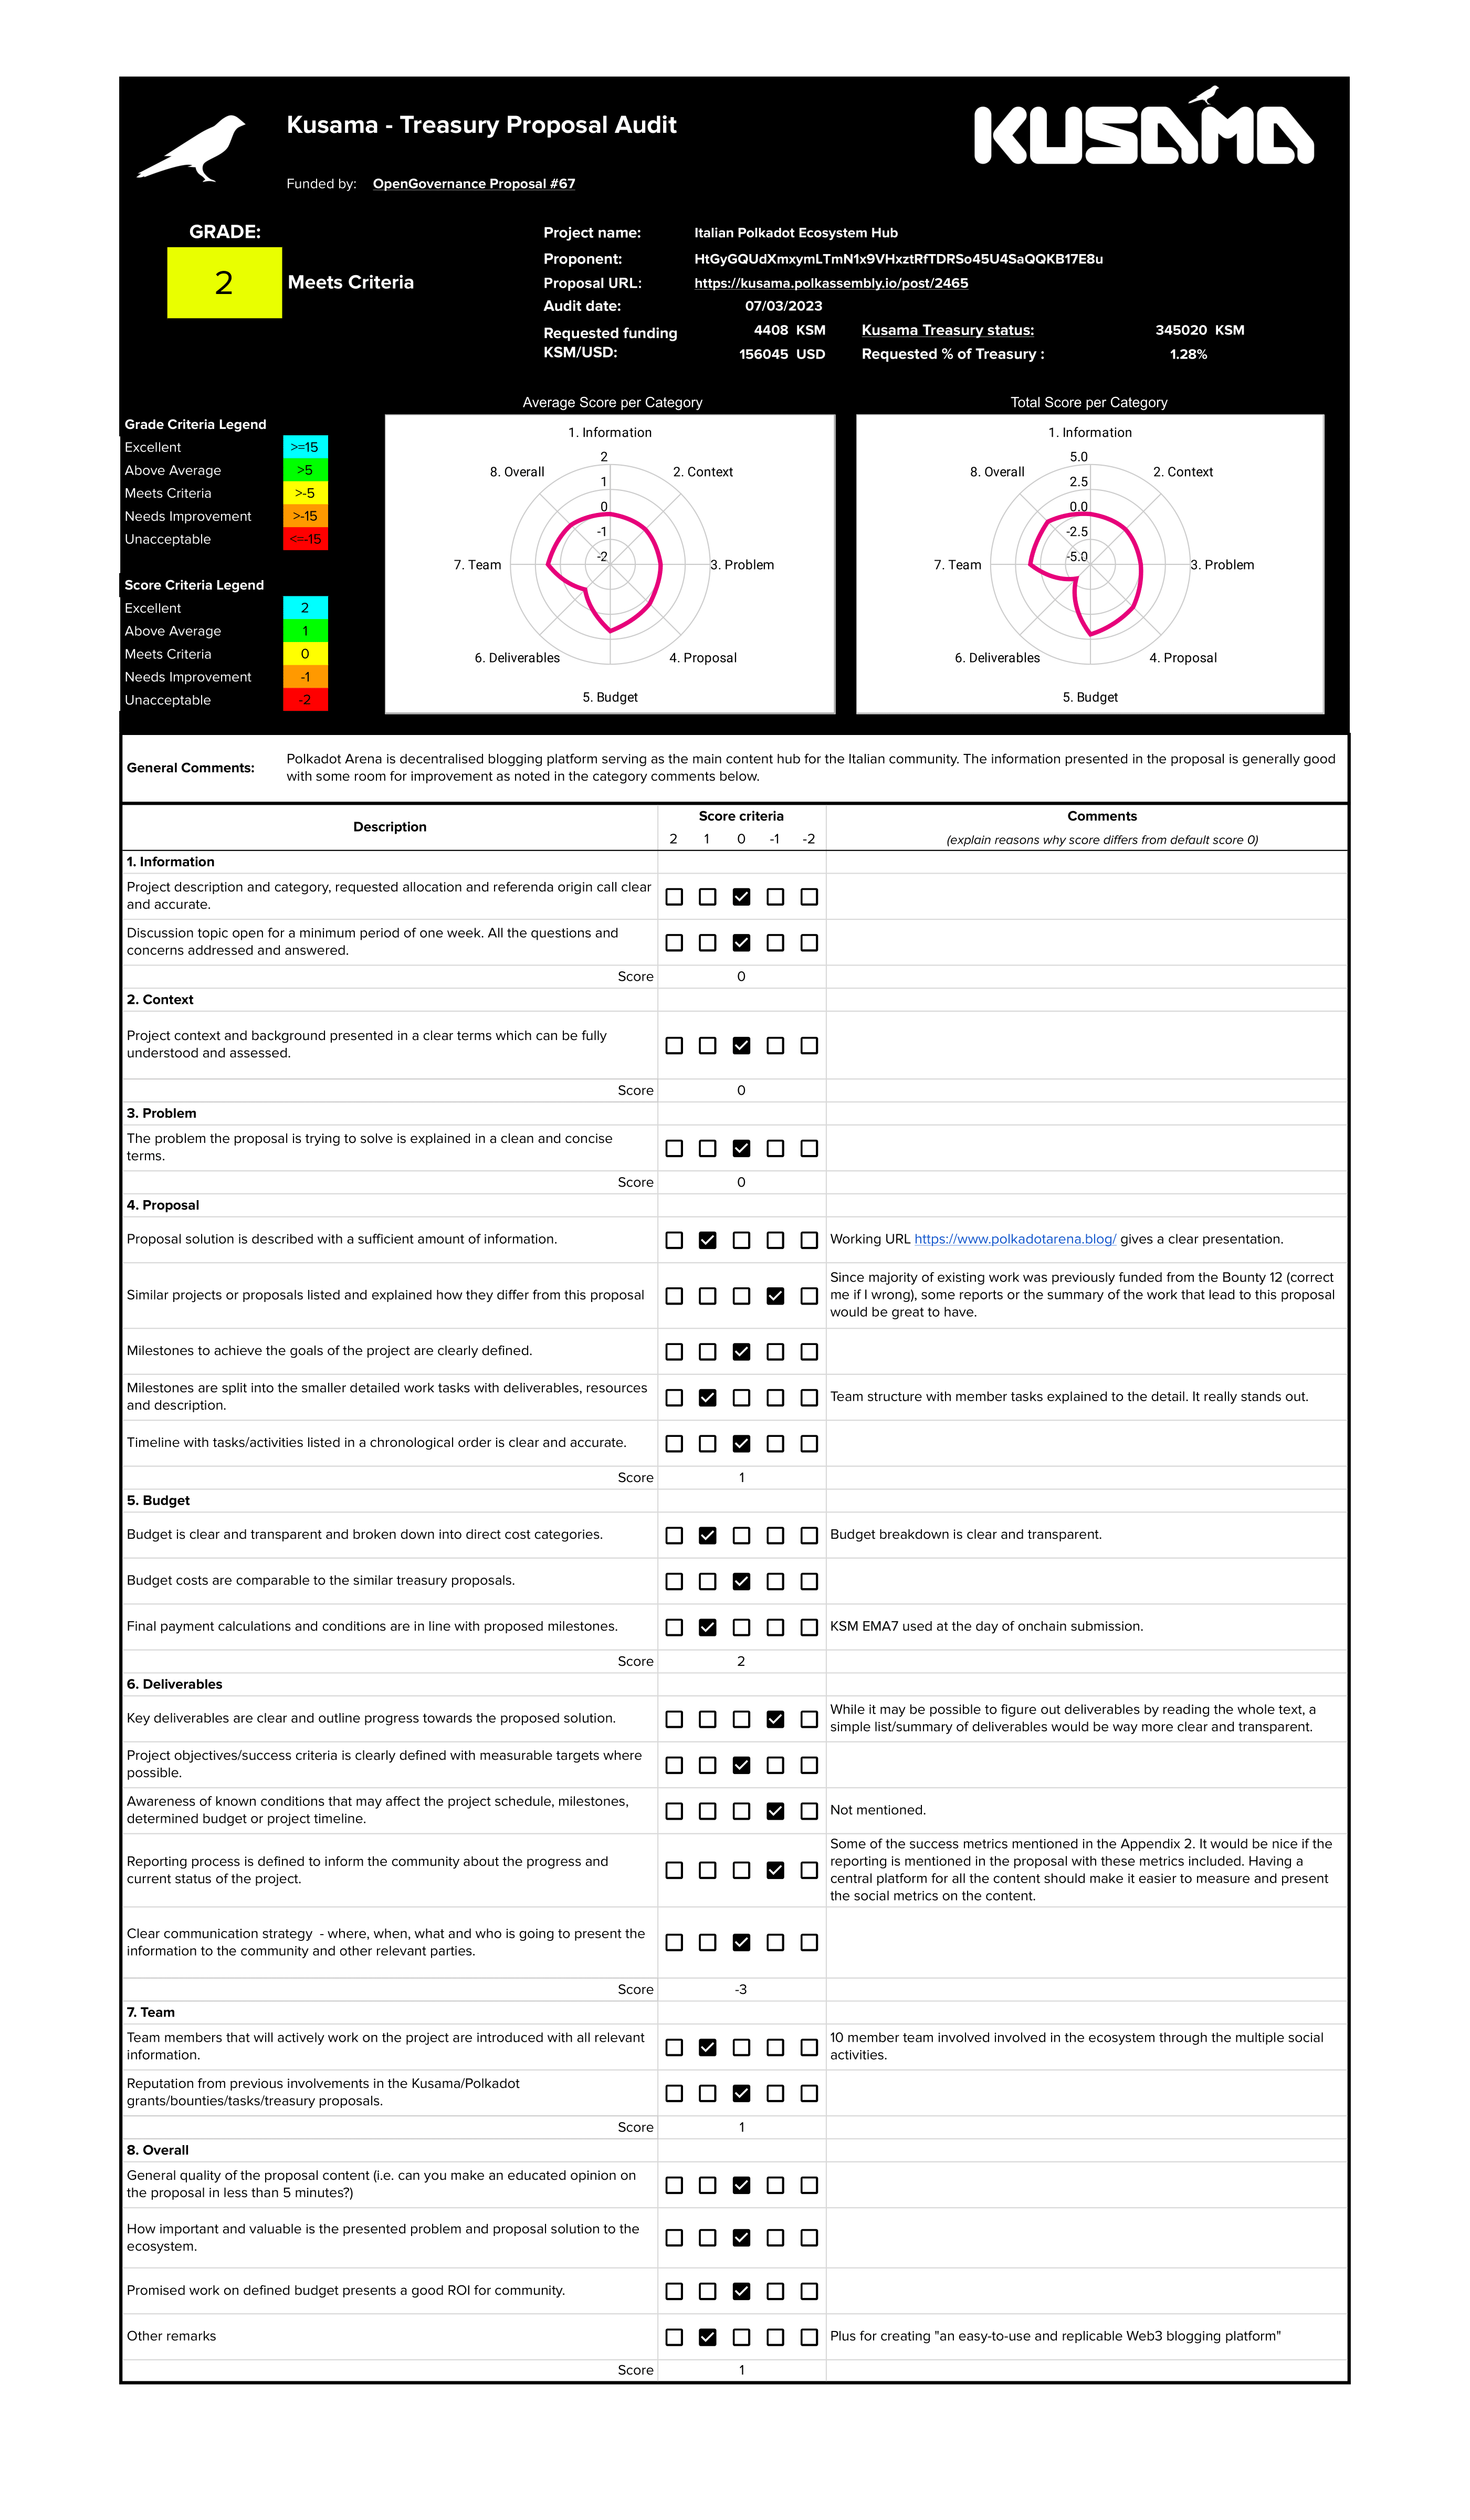 Kusama - Treasury Proposal Audit
KUSAMA
Funded by: OpenGovernance Proposal #67
GRADE:
2
Meets Criteria
Project name: Italian Polkadot Ecosystem Hub
Proponent: HtGyGQUdXmxymLTmN1x9VHxztRfTDRSo45U4SaQQKB17E8u
Proposal URL: https://kusama.polkassembly.io/post/2465
Audit date: 07/03/2023
Requested funding KSM/USD:
4408 KSM
156045 USD
Kusama Treasury status: 345020 KSM
Requested % of Treasury : 1.28%
Grade Criteria Legend
Excellent >=15
Above Average >5
Meets Criteria >-5
Needs Improvement >-15
Unacceptable <=-15
Score Criteria Legend
Excellent 2
Above Average 1
Meets Criteria 0
Needs Improvement -1
Unacceptable -2
Average Score per Category
1. Information
2. Context
3. Problem
4. Proposal
5. Budget
6. Deliverables
7. Team
8. Overall
2
1
0
-1
-2
Total Score per Category
1. Information
2. Context
3. Problem
4. Proposal
5. Budget
6. Deliverables
7. Team
8. Overall
5.0
2.5
0.0
-2.5
-5.0
General Comments:
Polkadot Arena is decentralised blogging platform serving as the main content hub for the Italian community. The information presented in the proposal is generally good
with some room for improvement as noted in the category comments below.
Description
Score criteria
2 1 0 -1 -2
Comments
(explain reasons why score differs from default score 0)
1. Information
Project description and category, requested allocation and referenda origin call clear
and accurate.
Discussion topic open for a minimum period of one week. All the questions and
concerns addressed and answered.
Score 0
2. Context
Project context and background presented in a clear terms which can be fully
understood and assessed.
Score 0
3. Problem
The problem the proposal is trying to solve is explained in a clean and concise
terms.
Score 0
4. Proposal
Proposal solution is described with a sufficient amount of information.
Working URL https://www.polkadotarena.blog/ gives a clear presentation.
Similar projects or proposals listed and explained how they differ from this proposal
Since majority of existing work was previously funded from the Bounty 12 (correct
me if I wrong), some reports or the summary of the work that lead to this proposal
would be great to have.
Milestones to achieve the goals of the project are clearly defined.
Milestones are split into the smaller detailed work tasks with deliverables, resources
and description.
Team structure with member tasks explained to the detail. It really stands out.
Timeline with tasks/activities listed in a chronological order is clear and accurate.
Score 1
5. Budget
Budget is clear and transparent and broken down into direct cost categories.
Budget breakdown is clear and transparent.
Budget costs are comparable to the similar treasury proposals.
Final payment calculations and conditions are in line with proposed milestones.
KSM EMA7 used at the day of onchain submission.
Score 2
6. Deliverables
Key deliverables are clear and outline progress towards the proposed solution.
While it may be possible to figure out deliverables by reading the whole text, a
simple list/summary of deliverables would be way more clear and transparent.
Project objectives/success criteria is clearly defined with measurable targets where
possible.
Awareness of known conditions that may affect the project schedule, milestones,
determined budget or project timeline.
Not mentioned.
Reporting process is defined to inform the community about the progress and
current status of the project.
Some of the success metrics mentioned in the Appendix 2. It would be nice if the
reporting is mentioned in the proposal with these metrics included. Having a
central platform for all the content should make it easier to measure and present
the social metrics on the content.
Clear communication strategy - where, when, what and who is going to present the
information to the community and other relevant parties.
Score -3
7. Team
Team members that will actively work on the project are introduced with all relevant
information.
10 member team involved involved in the ecosystem through the multiple social
activities.
Reputation from previous involvements in the Kusama/Polkadot
grants/bounties/tasks/treasury proposals.
Score 1
8. Overall
General quality of the proposal content (i.e. can you make an educated opinion on
the proposal in less than 5 minutes?)
How important and valuable is the presented problem and proposal solution to the
ecosystem.
Promised work on defined budget presents a good ROI for community.
Other remarks
Plus for creating "an easy-to-use and replicable Web3 blogging platform"
Score 1